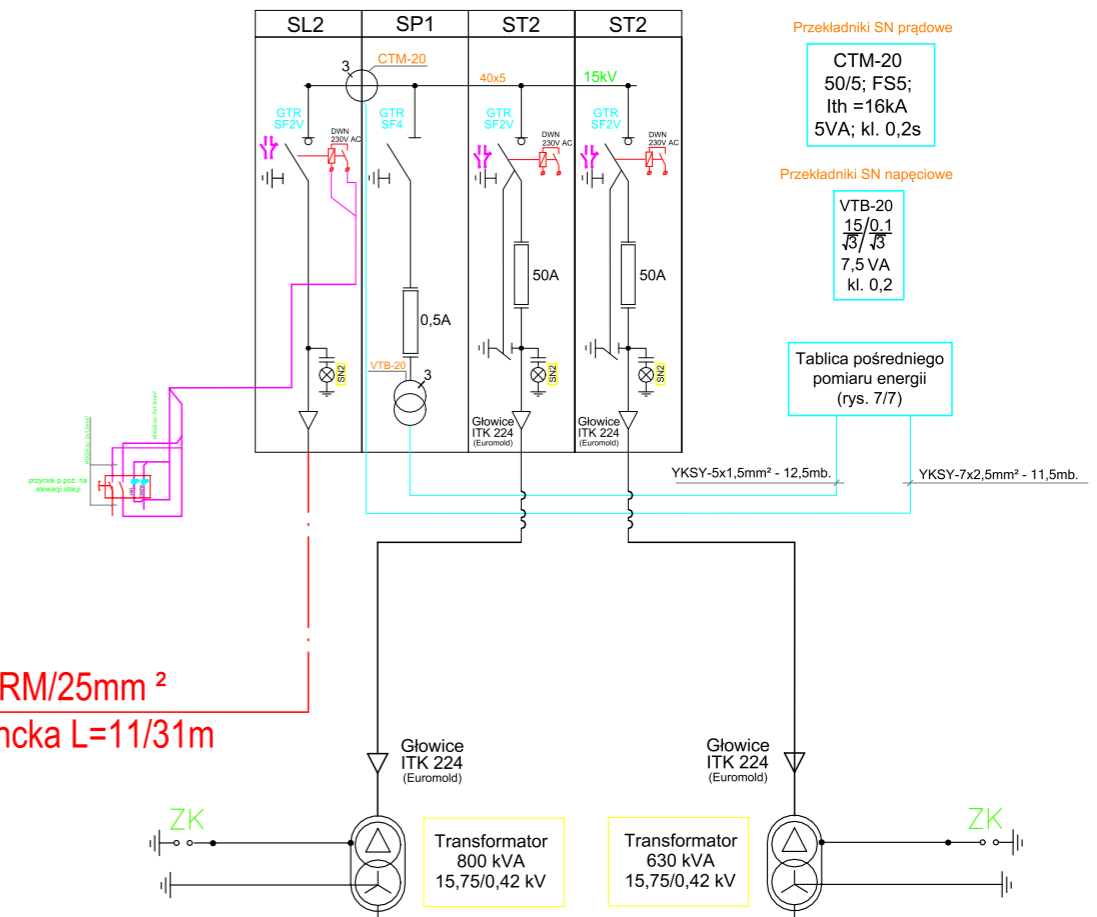 SL2
SP1
ST2
ST2
Przekładniki SN prądowe
CTM-20
50/5; FS5;
Ith =16kA
5VA; kl. 0,2s
3
CTM-20
40x5
15kV
GTR
SF2V
GTR
SF4
GTR
SF2V
GTR
SF2V
DWN
230V AC
DWN
230V AC
DWN
230V AC
Przekładniki SN napęciowe
VTB-20
15/0.1
√3/√3
7,5 VA
kl. 0,2
50A
50A
0,5A
VTB-20
3
SN2
SN2
SN2
Tablica pośredniego
pomiaru energii
(rys. 7/7)
Głowice
ITK 224
(Euromold)
Głowice
ITK 224
(Euromold)
YKSY-5x1,5mm² - 12,5mb.
YKSY-7x2,5mm² - 11,5mb.
przycisk p.poż. na
elewacji stacji
RM/25mm ²
ncka L=11/31m
Głowice
ITK 224
(Euromold)
Głowice
ITK 224
(Euromold)
ZK
ZK
Transformator
800 kVA
15,75/0,42 kV
Transformator
630 kVA
15,75/0,42 kV